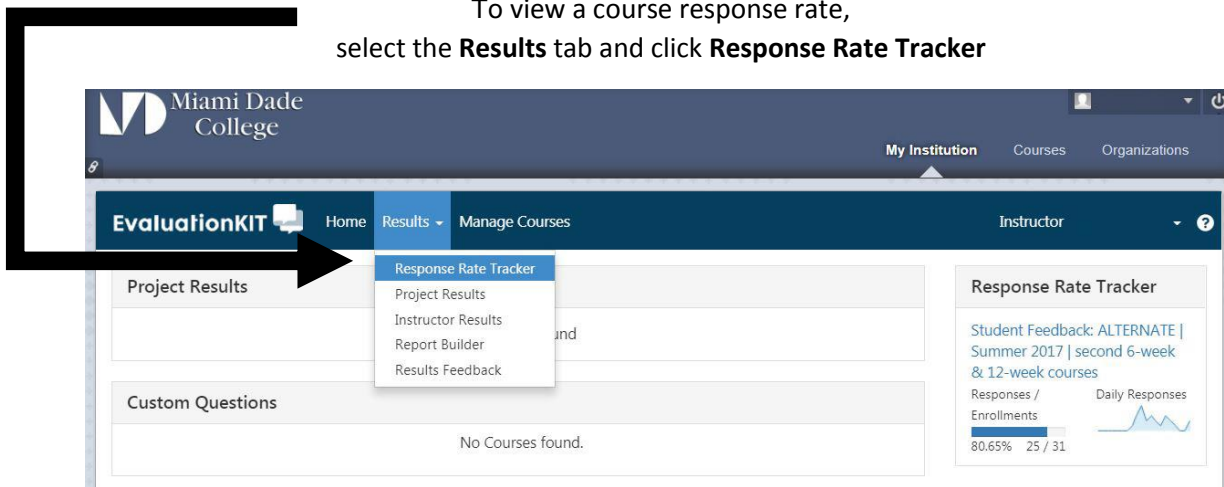 To view a course response rate,
select the Results tab and click Response Rate Tracker
Miami Dade
College
My Institution Courses Organizations
EvaluationKIT Home Results Manage Courses Instructor ?
Response Rate Tracker
Project Results
Instructor Results
Report Builder
Results Feedback
Project Results
und
Custom Questions
No Courses found.
Response Rate Tracker
Student Feedback: ALTERNATE |
Summer 2017 | second 6-week
& 12-week courses
Responses / Daily Responses
Enrollments
80.65% 25 / 31